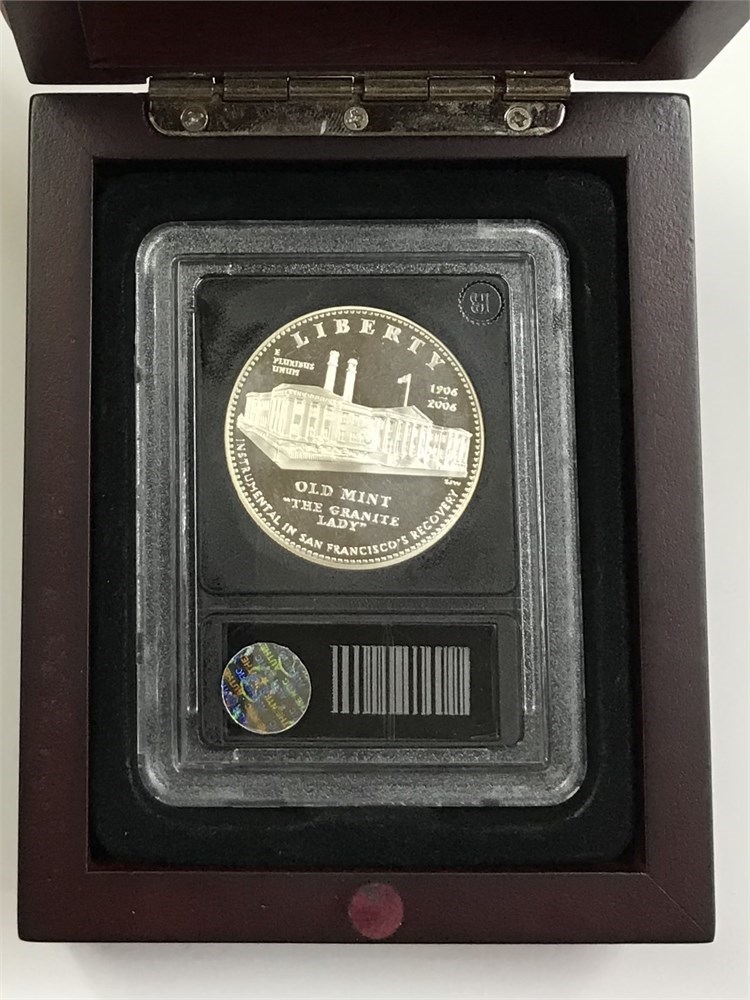 LIBERTY
E
PLURIBUS
UNUM
1906
2006
OLD MINT
"THE GRANITE
LADY"
INSTRUMENTAL IN SAN FRANCISCO'S RECOVERY